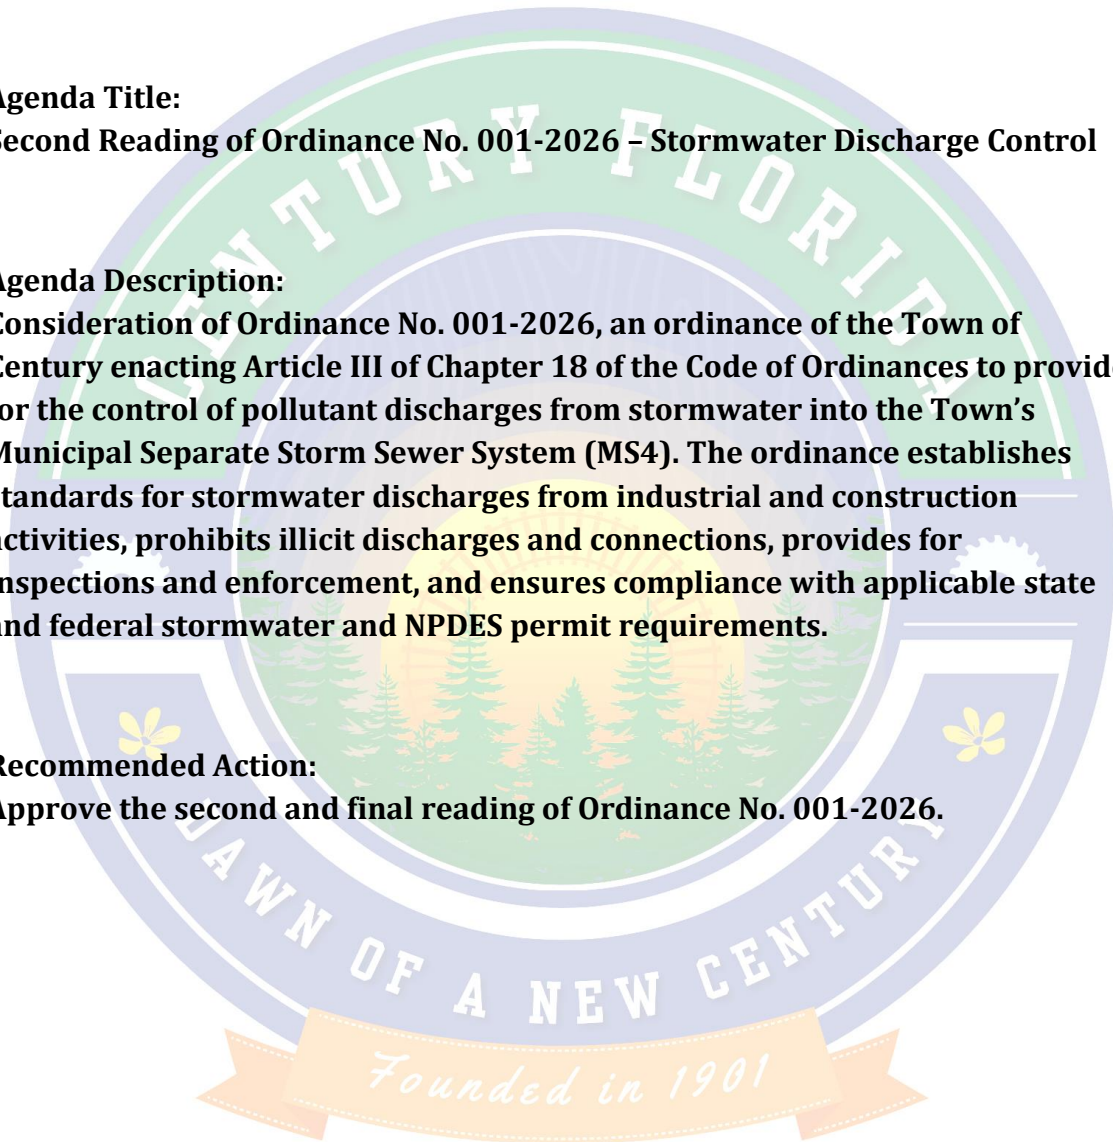 CENTURY FLORIDA
Agenda Title:
Second Reading of Ordinance No. 001-2026 – Stormwater Discharge Control
Agenda Description:
Consideration of Ordinance No. 001-2026, an ordinance of the Town of
Century enacting Article III of Chapter 18 of the Code of Ordinances to provide
for the control of pollutant discharges from stormwater into the Town’s
Municipal Separate Storm Sewer System (MS4). The ordinance establishes
standards for stormwater discharges from industrial and construction
activities, prohibits illicit discharges and connections, provides for
inspections and enforcement, and ensures compliance with applicable state
and federal stormwater and NPDES permit requirements.
Recommended Action:
Approve the second and final reading of Ordinance No. 001-2026.
DAWN OF A NEW CENTURY
Founded in 1901